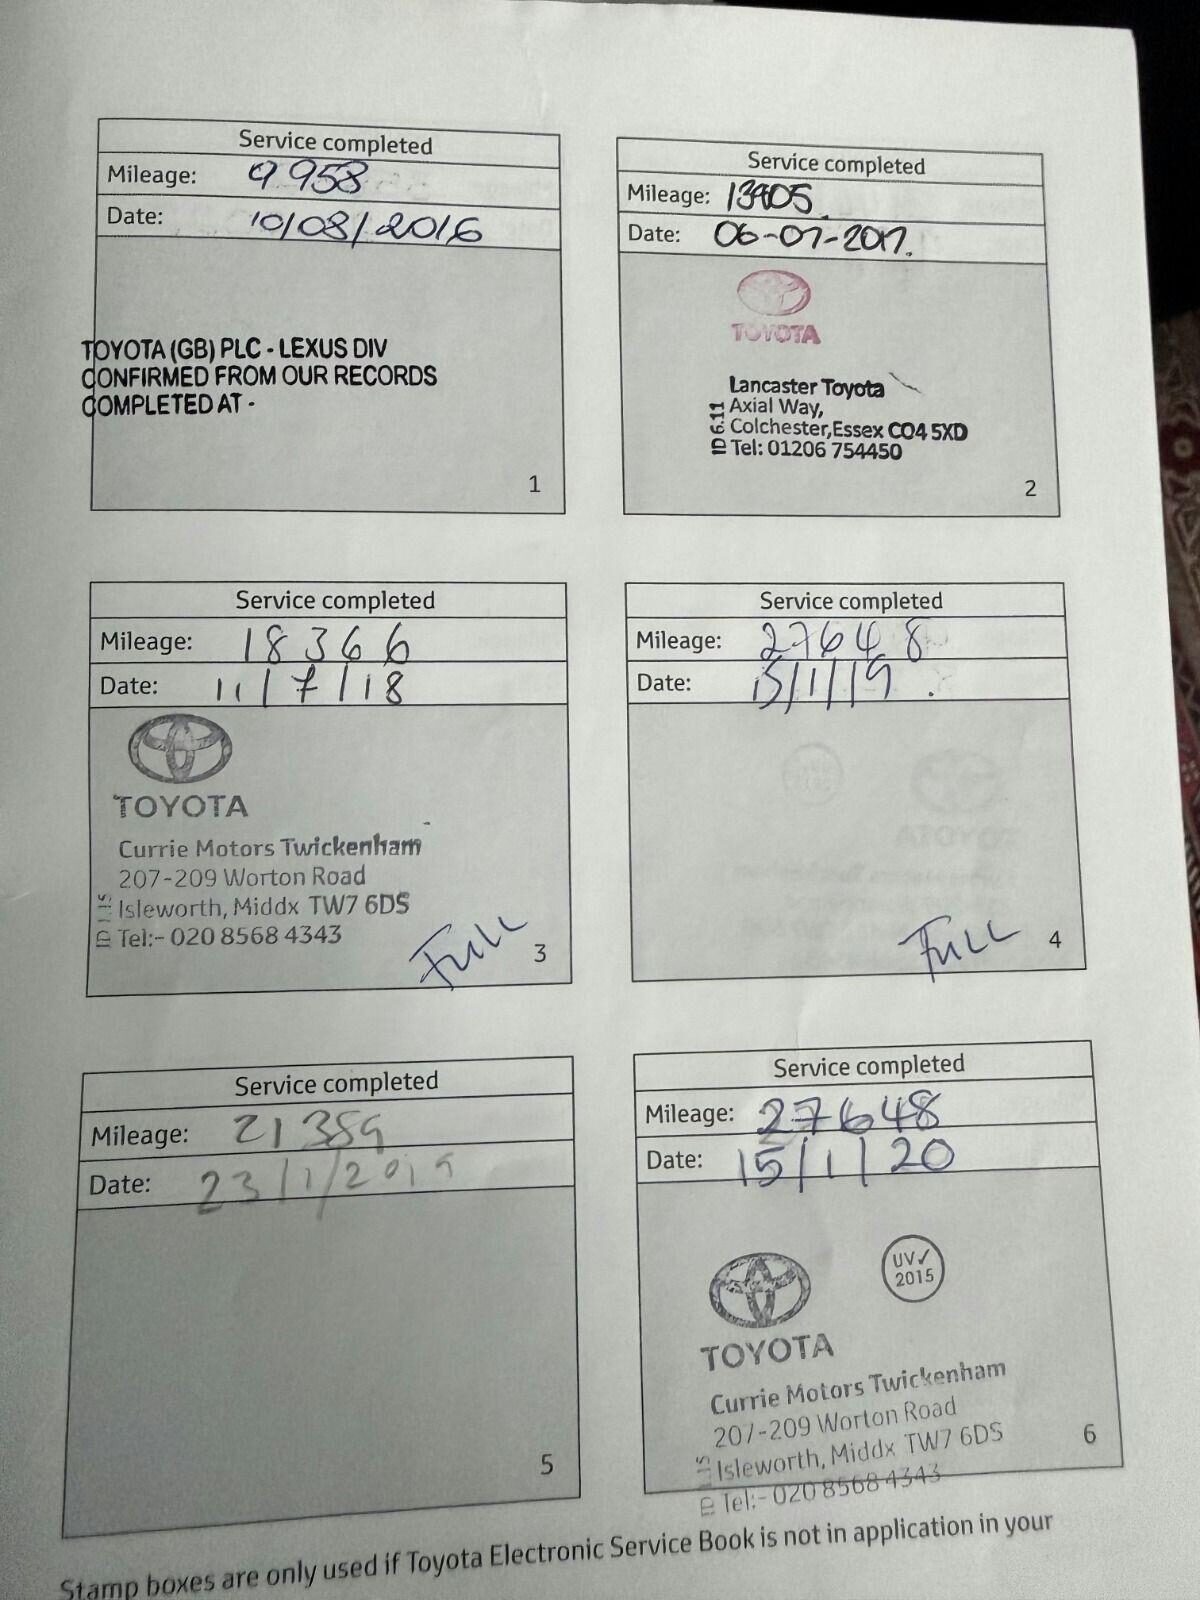 Service completed
Mileage: 9958
Date: 10/08/2016
TOYOTA (GB) PLC - LEXUS DIV
CONFIRMED FROM OUR RECORDS
COMPLETED AT -
1
Service completed
Mileage:
Date: 06-07-2017.
TOYOTA
Lancaster Toyota
Axial Way,
Colchester,Essex CO4 5XD
Tel: 01206 754450
ID 6.11
2
Service completed
Mileage: 18366
Date: 11/7/18
TOYOTA
Currie Motors Twickenham
207-209 Worton Road
Isleworth, Middx TW7 6DS
Tel:- 020 8568 4343
FULL
3
Service completed
Mileage: 27648
Date: 15/1/19.
FULL
4
Service completed
Mileage: 21389
Date: 23/1/2019
5
Service completed
Mileage: 27648
Date: 15/1/20
UV✓
2015
TOYOTA
Currie Motors Twickenham
207-209 Worton Road
Isleworth, Middx TW7 6DS
Tel:- 020 8568 4343
6
Stamp boxes are only used if Toyota Electronic Service Book is not in application in your